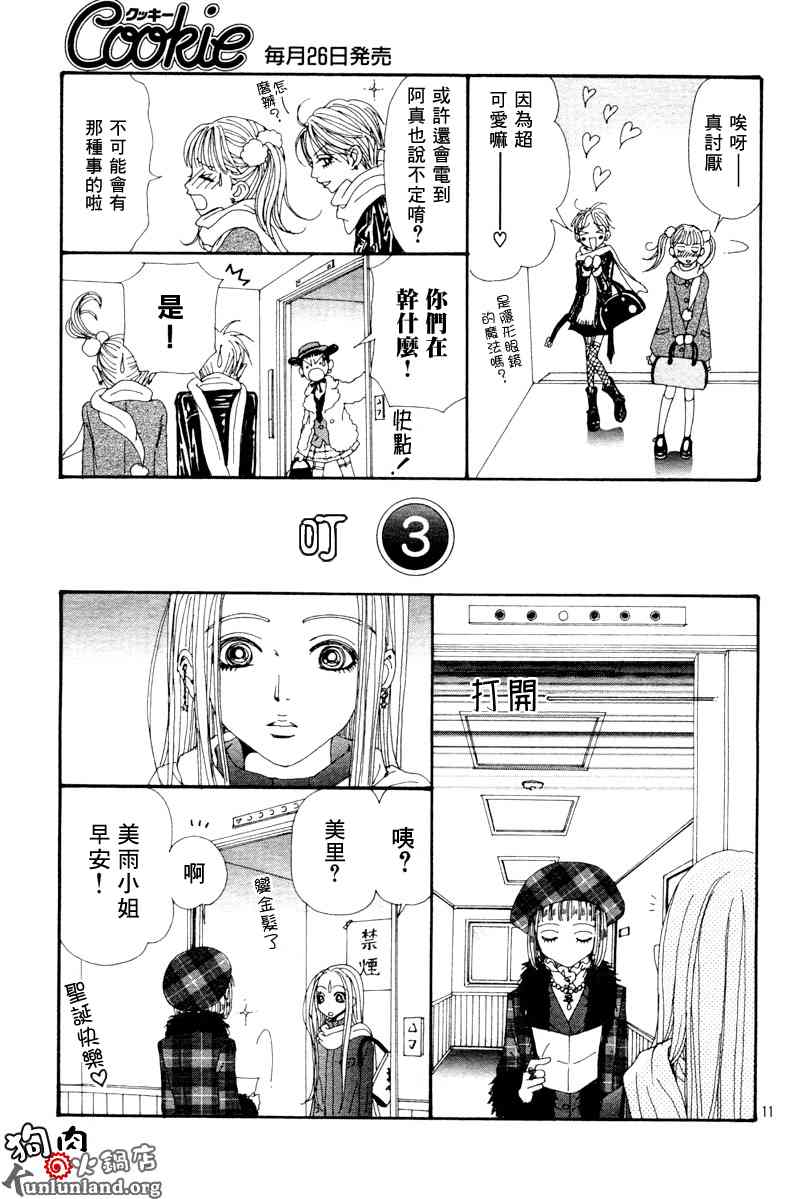 クッキー
Cookie 毎月26日発売
唉呀——
真討厭
因為超
可愛嘛——♡
是隱形眼鏡
的魔法嗎？
或許還會電到
阿真也說不定唷？
怎—
麼辦？
不可能會有
那種事的啦
你們在
幹什麼！
快點！
是！
叮
3
打開——
咦？
美里？
變金髮了
禁煙
啊
美雨小姐
早安！
聖誕快樂♡
11
狗肉
火鍋店
Kunlunland.org